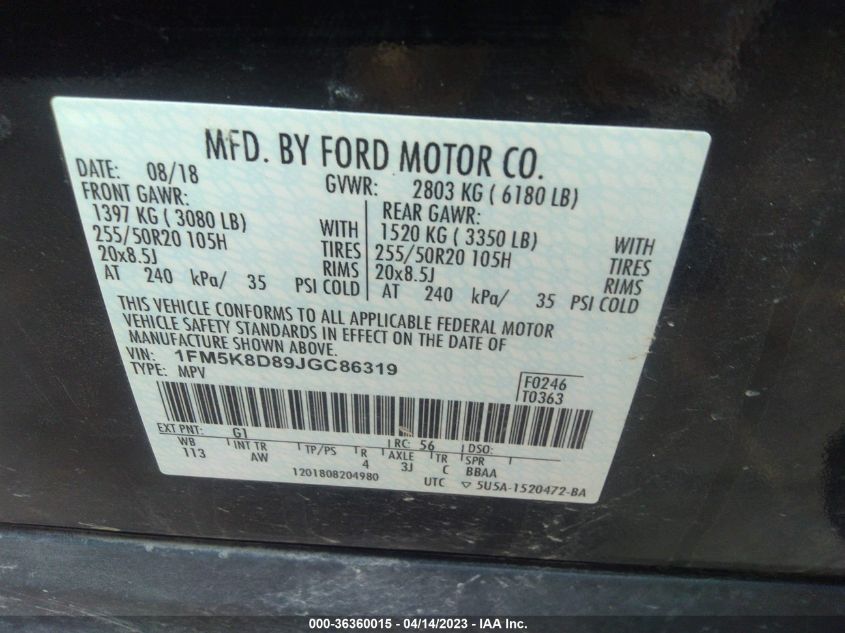 MFD. BY FORD MOTOR CO.
DATE: 08/18 GVWR: 2803 KG ( 6180 LB)
FRONT GAWR: REAR GAWR:
1397 KG ( 3080 LB) WITH 1520 KG ( 3350 LB) WITH
255/50R20 105H TIRES 255/50R20 105H TIRES
20x8.5J RIMS 20x8.5J RIMS
AT 240 kPa/ 35 PSI COLD AT 240 kPa/ 35 PSI COLD
THIS VEHICLE CONFORMS TO ALL APPLICABLE FEDERAL MOTOR
VEHICLE SAFETY STANDARDS IN EFFECT ON THE DATE OF
MANUFACTURE SHOWN ABOVE.
VIN: 1FM5K8D89JGC86319
TYPE: MPV
F0246
T0363
EXT PNT: G1 RC: 56 DSO:
WB INT TR TP/PS R AXLE TR SPR
113 AW 4 3J C BBAA
1201808204980 UTC ▽ 5U5A-1520472-BA
000-36360015 - 04/14/2023 - IAA Inc.